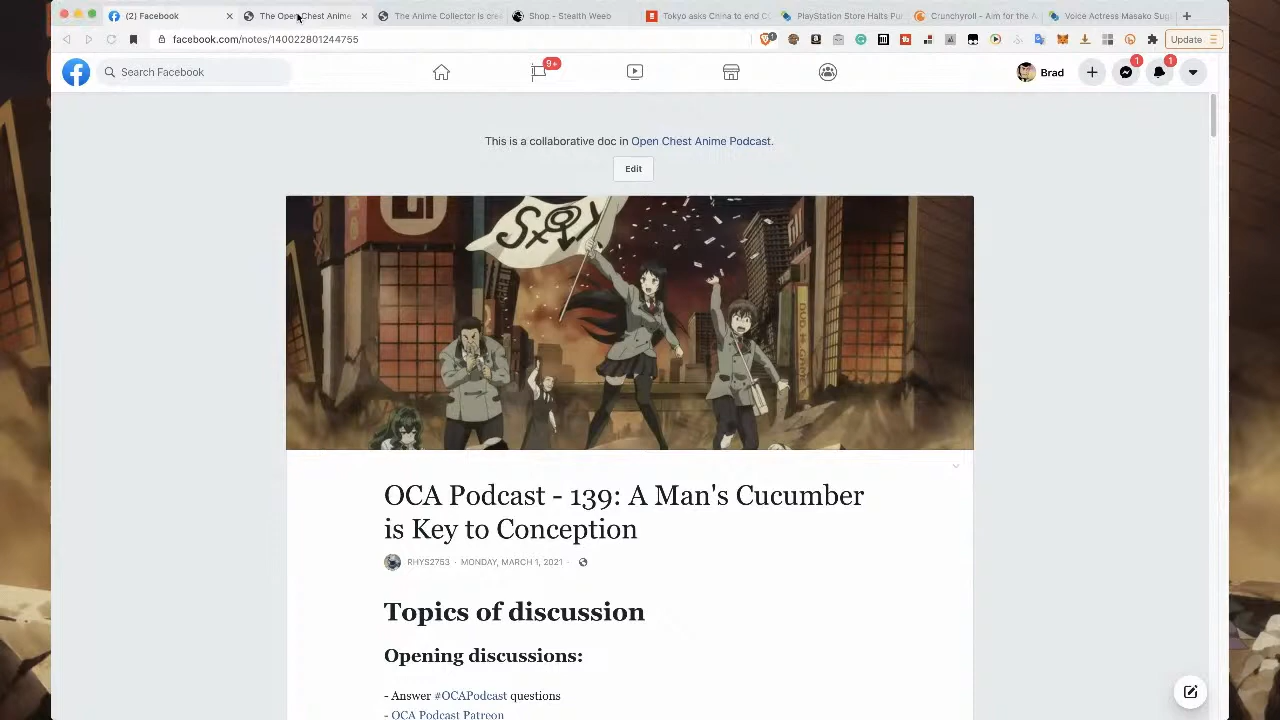 (2) Facebook
The Open Chest Anime
The Anime Collector is cre
Shop - Stealth Weeb
Tokyo asks China to end C
PlayStation Store Halts Pu
Crunchyroll - Aim for the A
Voice Actress Masako Sug
facebook.com/notes/140022801244755
Update
Search Facebook
9+
Brad
1
1
This is a collaborative doc in Open Chest Anime Podcast.
Edit
OCA Podcast - 139: A Man's Cucumber
is Key to Conception
RHYS2753 · MONDAY, MARCH 1, 2021 ·
Topics of discussion
Opening discussions:
- Answer #OCAPodcast questions
- OCA Podcast Patreon